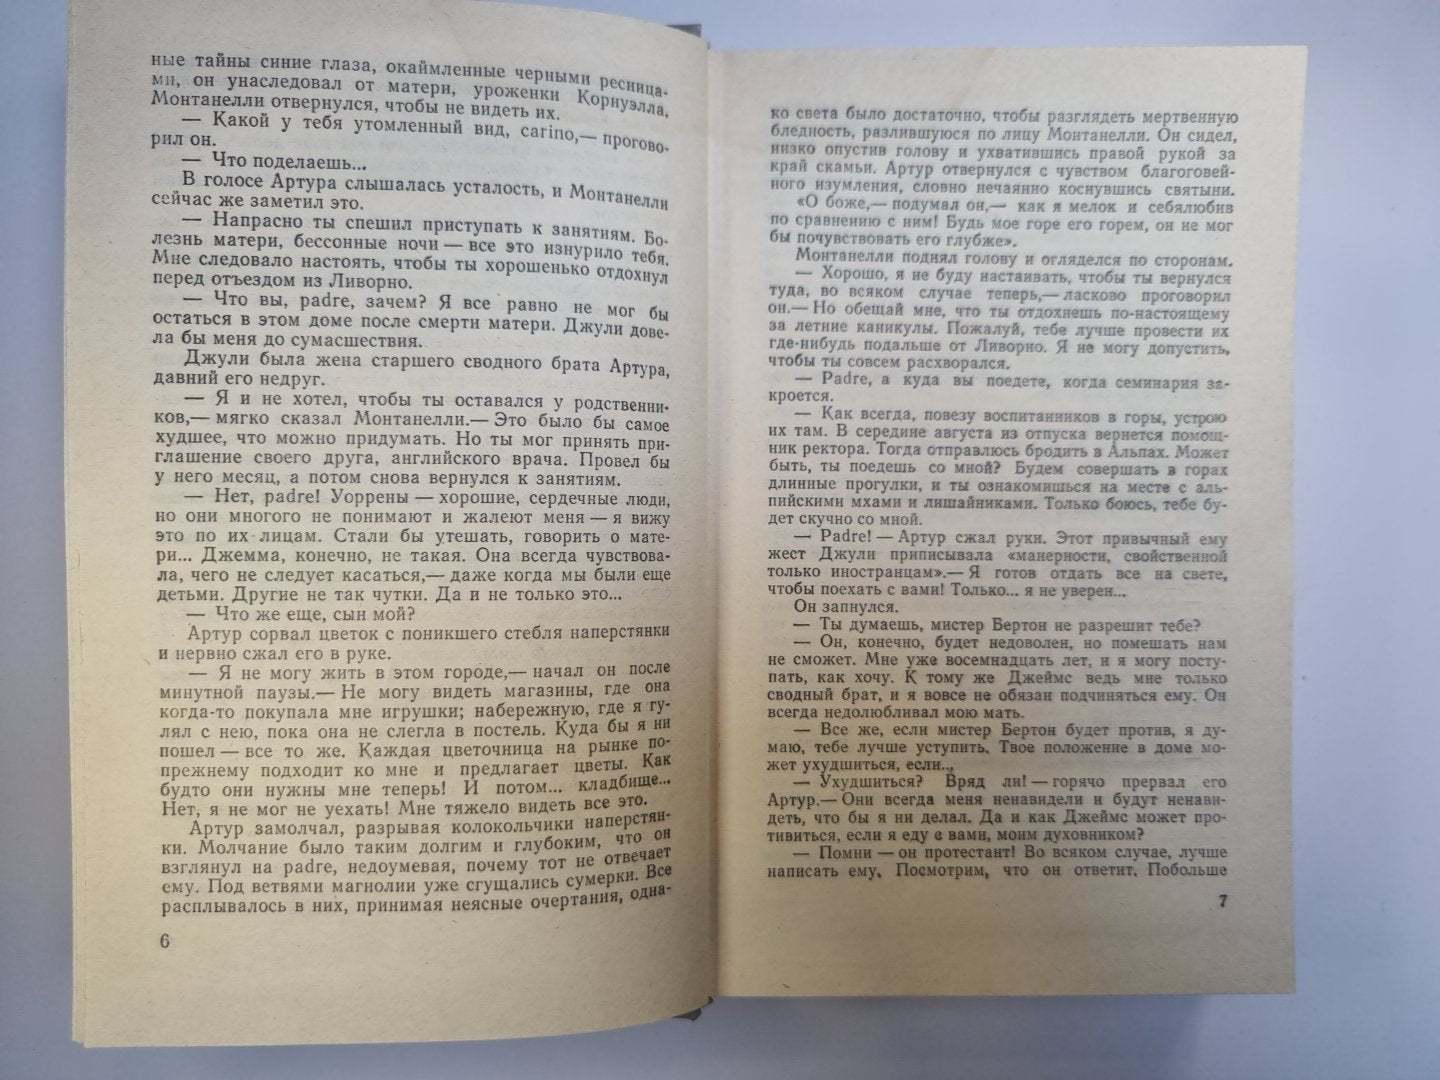 ные тайны синие глаза, окаймленные черными ресница-
ми, он унаследовал от матери, уроженки Корнуэлла.
Монтанелли отвернулся, чтобы не видеть их.
— Какой у тебя утомленный вид, carino,— прогово-
рил он.
— Что поделаешь...
В голосе Артура слышалась усталость, и Монтанелли
сейчас же заметил это.
— Напрасно ты спешил приступать к занятиям. Бо-
лезнь матери, бессонные ночи — все это изнурило тебя.
Мне следовало настоять, чтобы ты хорошенько отдохнул
перед отъездом из Ливорно.
— Что вы, padre, зачем? Я все равно не мог бы
остаться в этом доме после смерти матери. Джули дове-
ла бы меня до сумасшествия.
Джули была жена старшего сводного брата Артура,
давний его недруг.
— Я и не хотел, чтобы ты оставался у родственни-
ков,— мягко сказал Монтанелли.— Это было бы самое
худшее, что можно придумать. Но ты мог принять при-
глашение своего друга, английского врача. Провел бы
у него месяц, а потом снова вернулся к занятиям.
— Нет, padre! Уоррены — хорошие, сердечные люди,
но они многого не понимают и жалеют меня — я вижу
это по их лицам. Стали бы утешать, говорить о мате-
ри... Джемма, конечно, не такая. Она всегда чувствова-
ла, чего не следует касаться,— даже когда мы были еще
детьми. Другие не так чутки. Да и не только это...
— Что же еще, сын мой?
Артур сорвал цветок с поникшего стебля наперстянки
и нервно сжал его в руке.
— Я не могу жить в этом городе,— начал он после
минутной паузы.— Не могу видеть магазины, где она
когда-то покупала мне игрушки; набережную, где я гу-
лял с нею, пока она не слегла в постель. Куда бы я ни
пошел — все то же. Каждая цветочница на рынке по-
прежнему подходит ко мне и предлагает цветы. Как
будто они нужны мне теперь! И потом... кладбище...
Нет, я не мог не уехать! Мне тяжело видеть все это.
Артур замолчал, разрывая колокольчики наперстян-
ки. Молчание было таким долгим и глубоким, что он
взглянул на padre, недоумевая, почему тот не отвечает
ему. Под ветвями магнолии уже сгущались сумерки. Все
расплывалось в них, принимая неясные очертания, одна-
6
ко света было достаточно, чтобы разглядеть мертвенную
бледность, разлившуюся по лицу Монтанелли. Он сидел,
низко опустив голову и ухватившись правой рукой за
край скамьи. Артур отвернулся с чувством благоговей-
ного изумления, словно нечаянно коснувшись святыни.
«О боже,— подумал он,— как я мелок и себялюбив
по сравнению с ним! Будь мое горе его горем, он не мог
бы почувствовать его глубже».
Монтанелли поднял голову и огляделся по сторонам.
— Хорошо, я не буду настаивать, чтобы ты вернулся
туда, во всяком случае теперь,— ласково проговорил
он.— Но обещай мне, что ты отдохнешь по-настоящему
за летние каникулы. Пожалуй, тебе лучше провести их
где-нибудь подальше от Ливорно. Я не могу допустить,
чтобы ты совсем расхворался.
— Padre, а куда вы поедете, когда семинария за-
кроется.
— Как всегда, повезу воспитанников в горы, устрою
их там. В середине августа из отпуска вернется помощ-
ник ректора. Тогда отправлюсь бродить в Альпах. Может
быть, ты поедешь со мной? Будем совершать в горах
длинные прогулки, и ты ознакомишься на месте с аль-
пийскими мхами и лишайниками. Только боюсь, тебе бу-
дет скучно со мной.
— Padre! — Артур сжал руки. Этот привычный ему
жест Джули приписывала «манерности, свойственной
только иностранцам».— Я готов отдать все на свете,
чтобы поехать с вами! Только... я не уверен...
Он запнулся.
— Ты думаешь, мистер Бертон не разрешит тебе?
— Он, конечно, будет недоволен, но помешать нам
не сможет. Мне уже восемнадцать лет, и я могу посту-
пать, как хочу. К тому же Джеймс ведь мне только
сводный брат, и я вовсе не обязан подчиняться ему. Он
всегда недолюбливал мою мать.
— Все же, если мистер Бертон будет против, я ду-
маю, тебе лучше уступить. Твое положение в доме мо-
жет ухудшиться, если...
— Ухудшиться? Вряд ли! — горячо прервал его
Артур.— Они всегда меня ненавидели и будут ненави-
деть, что бы я ни делал. Да и как Джеймс может про-
тивиться, если я еду с вами, моим духовником?
— Помни — он протестант! Во всяком случае, лучше
написать ему. Посмотрим, что он ответит. Побольше
7